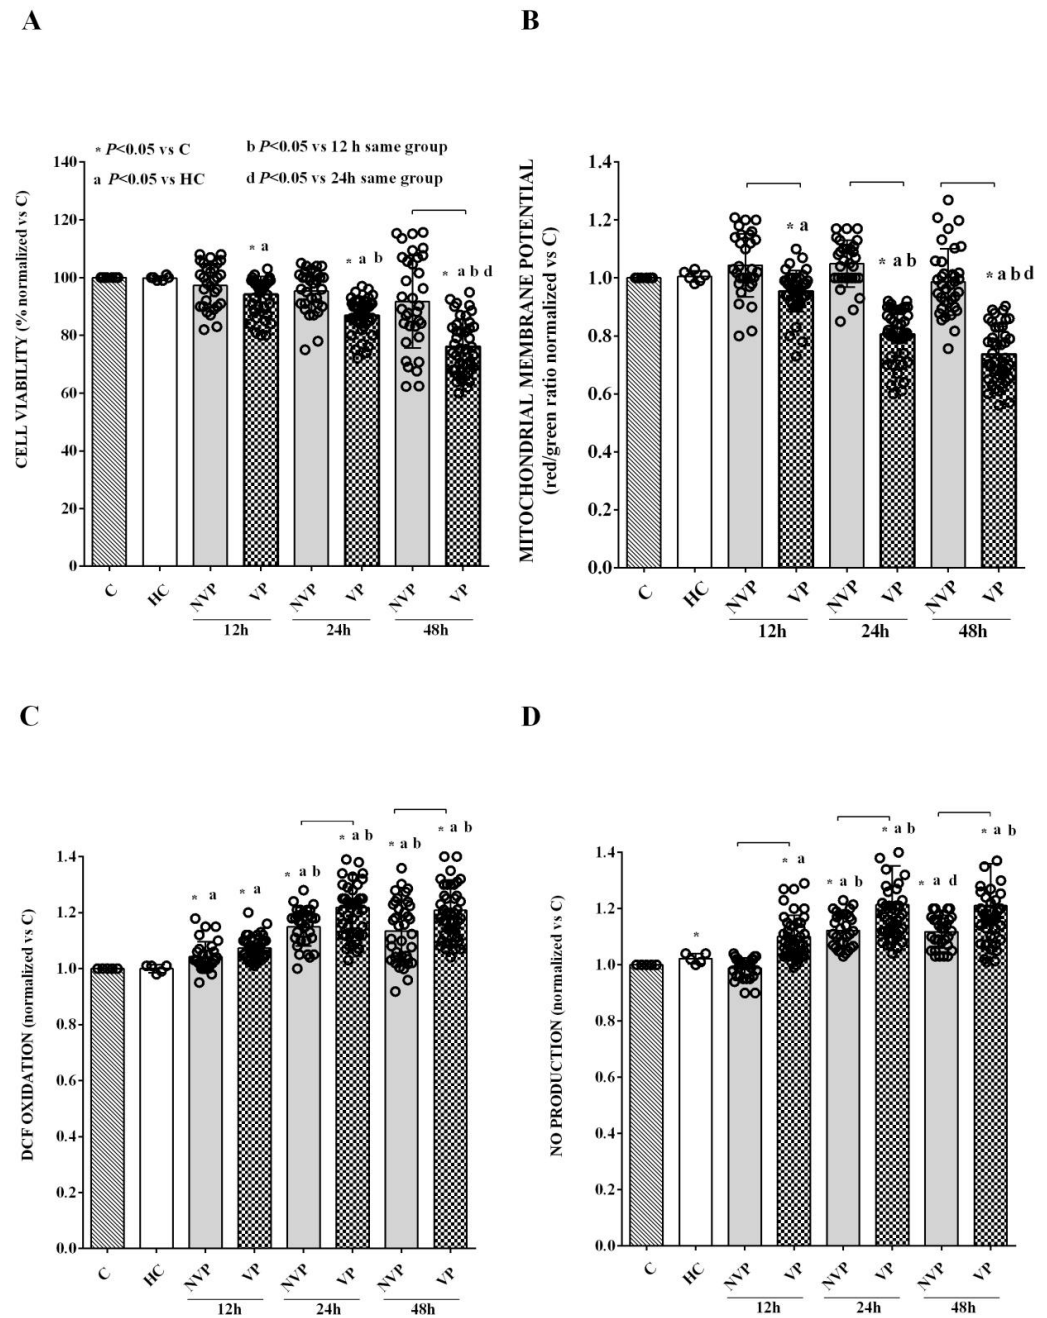 A
B
* P<0.05 vs C
b P<0.05 vs 12 h same group
a P<0.05 vs HC
d P<0.05 vs 24h same group
CELL VIABILITY (% normalized vs C)
140
120
100
80
60
40
20
0
* a
* a b
* a b d
C
HC
NVP
VP
NVP
VP
NVP
VP
12h
24h
48h
MITOCHONDRIAL MEMBRANE POTENTIAL
(red/green ratio normalized vs C)
1.4
1.2
1.0
0.8
0.6
0.4
0.2
0.0
* a
* a b
* a b d
C
HC
NVP
VP
NVP
VP
NVP
VP
12h
24h
48h
C
D
DCF OXIDATION (normalized vs C)
1.4
1.2
1.0
0.8
0.6
0.4
0.2
0.0
* a
* a
* a b
* a b
* a b
* a b
C
HC
NVP
VP
NVP
VP
NVP
VP
12h
24h
48h
NO PRODUCTION (normalized vs C)
1.4
1.2
1.0
0.8
0.6
0.4
0.2
0.0
*
* a
* a b
* a b
* a d
* a b
C
HC
NVP
VP
NVP
VP
NVP
VP
12h
24h
48h